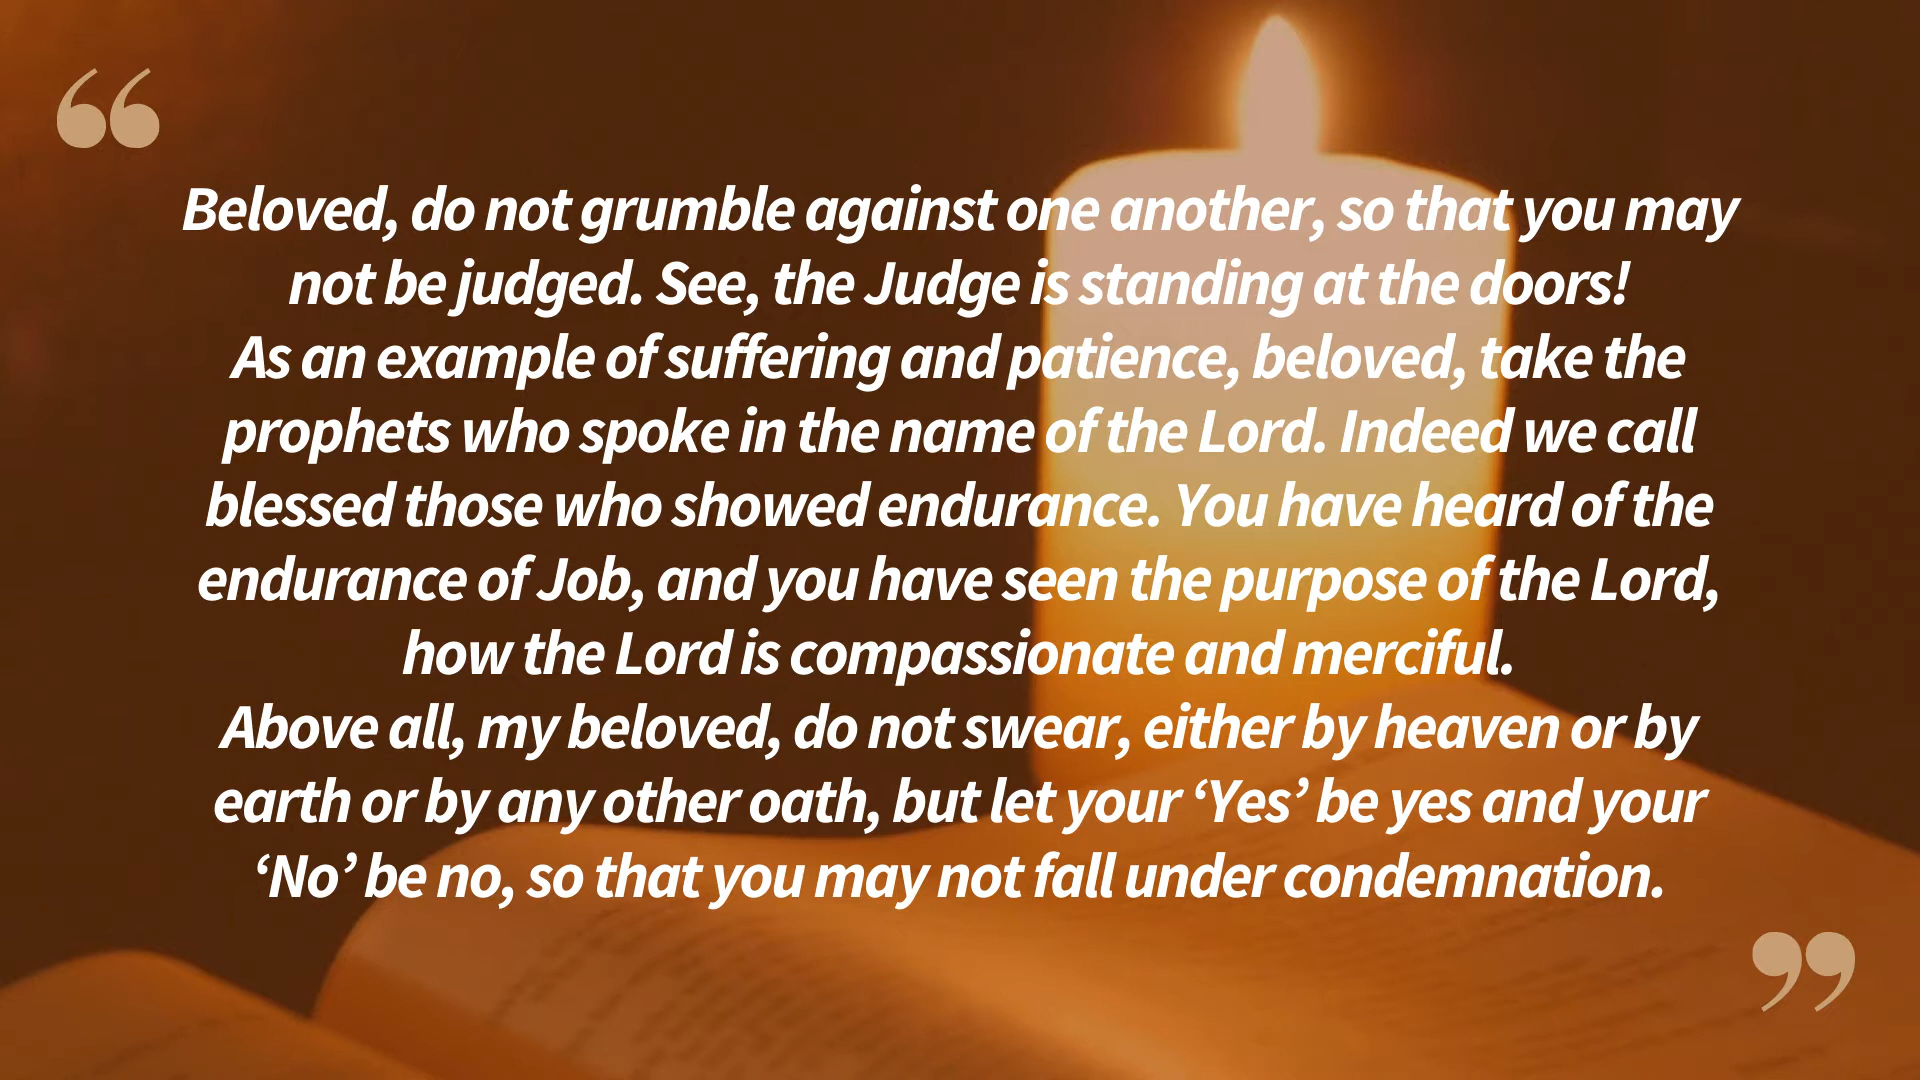 “
Beloved, do not grumble against one another, so that you may
not be judged. See, the Judge is standing at the doors!
As an example of suffering and patience, beloved, take the
prophets who spoke in the name of the Lord. Indeed we call
blessed those who showed endurance. You have heard of the
endurance of Job, and you have seen the purpose of the Lord,
how the Lord is compassionate and merciful.
Above all, my beloved, do not swear, either by heaven or by
earth or by any other oath, but let your ‘Yes’ be yes and your
‘No’ be no, so that you may not fall under condemnation.
”